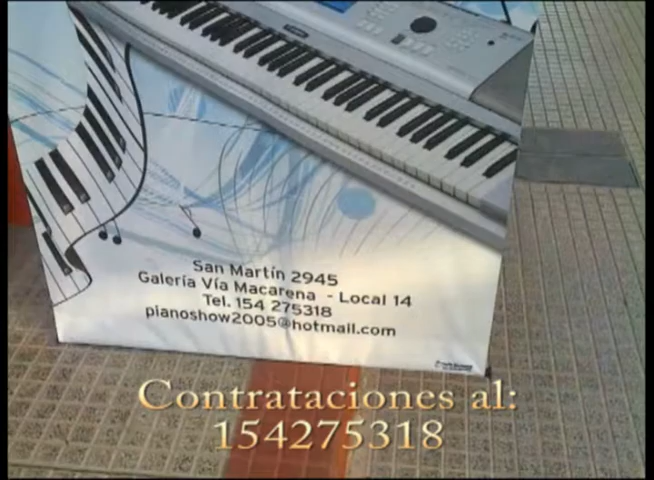 San Martín 2945
Galería Vía Macarena - Local 14
Tel. 154 275318
pianoshow2005@hotmail.com
Contrataciones al:
154275318